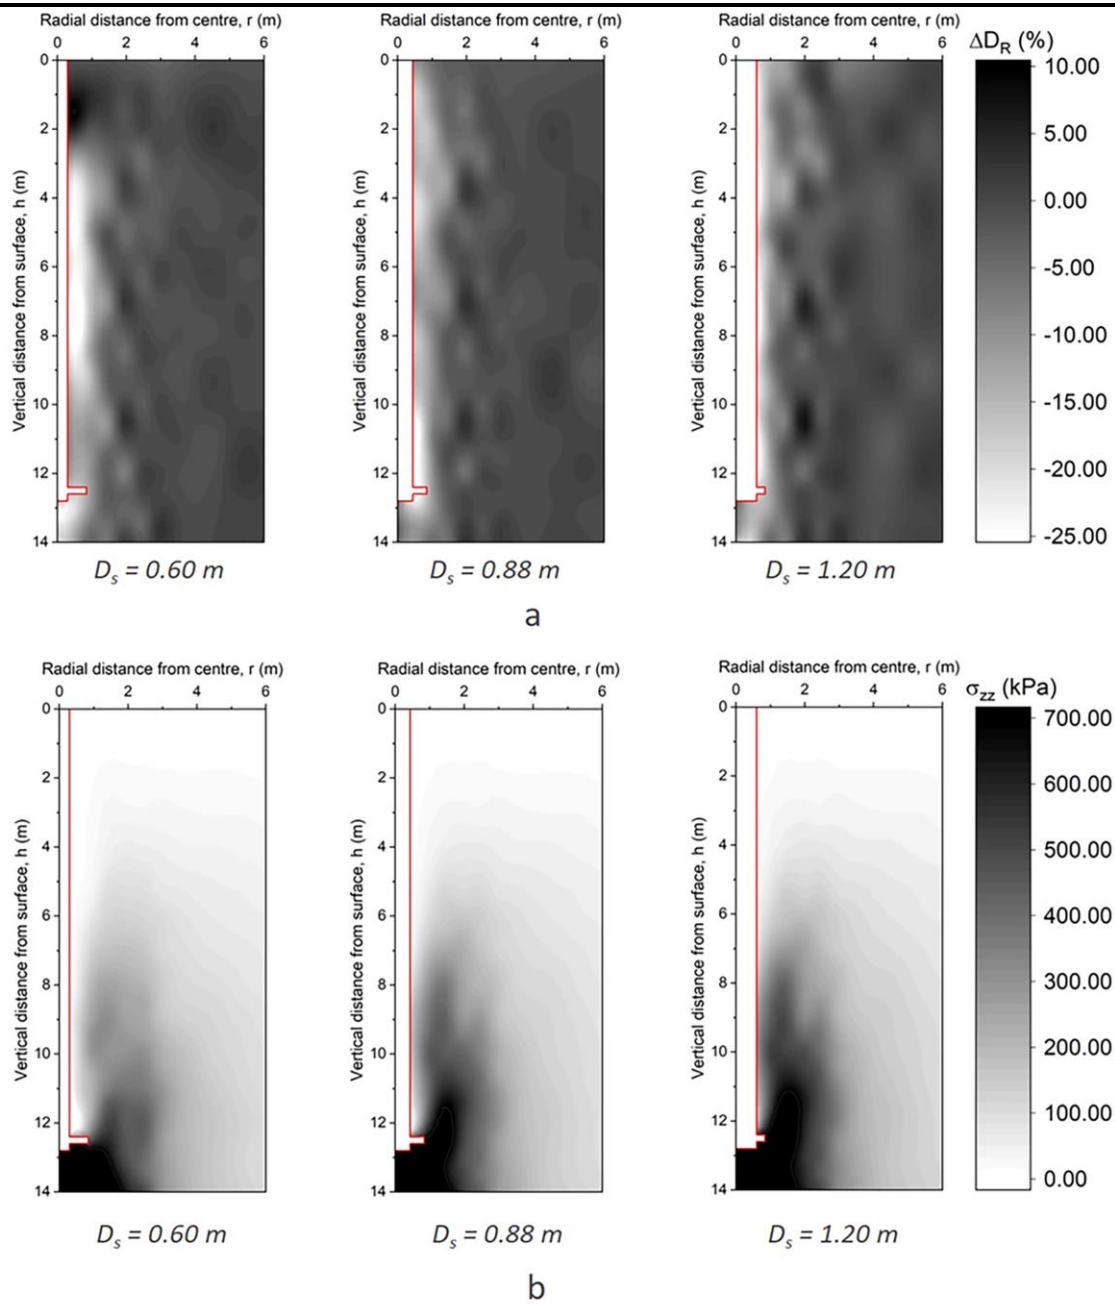 Radial distance from centre, r (m)
Radial distance from centre, r (m)
Radial distance from centre, r (m)
0 2 4 6
0 2 4 6
0 2 4 6
ΔD_R (%)
Vertical distance from surface, h (m)
0
2
4
6
8
10
12
14
Vertical distance from surface, h (m)
0
2
4
6
8
10
12
14
Vertical distance from surface, h (m)
0
2
4
6
8
10
12
14
10.00
5.00
0.00
-5.00
-10.00
-15.00
-20.00
-25.00
D_s = 0.60 m
D_s = 0.88 m
D_s = 1.20 m
a
Radial distance from centre, r (m)
Radial distance from centre, r (m)
Radial distance from centre, r (m)
0 2 4 6
0 2 4 6
0 2 4 6
σ_zz (kPa)
Vertical distance from surface, h (m)
0
2
4
6
8
10
12
14
Vertical distance from surface, h (m)
0
2
4
6
8
10
12
14
Vertical distance from surface, h (m)
0
2
4
6
8
10
12
14
700.00
600.00
500.00
400.00
300.00
200.00
100.00
0.00
D_s = 0.60 m
D_s = 0.88 m
D_s = 1.20 m
b